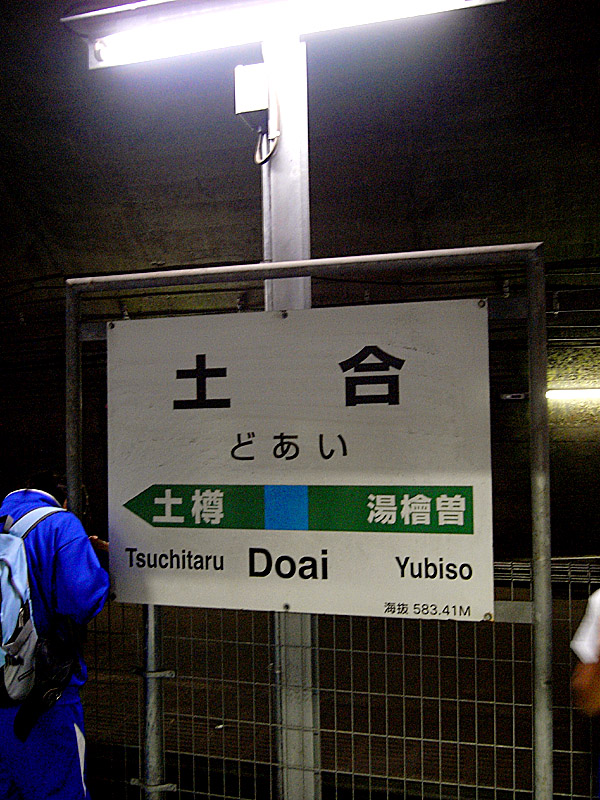 土合
どあい
土樽 湯檜曽
Tsuchitaru Doai Yubiso
海抜 583.41M